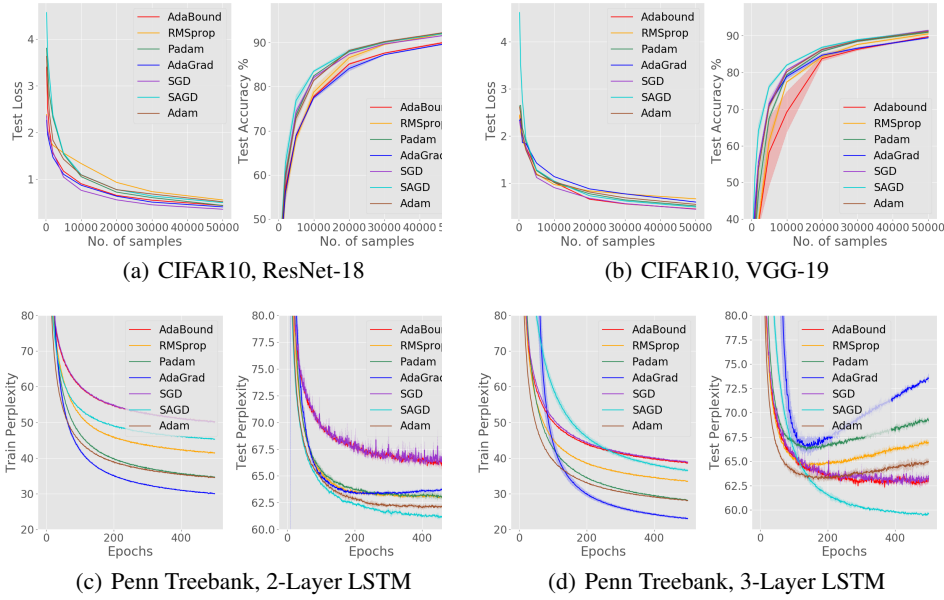 Test Loss
4
3
2
1
0 10000 20000 30000 40000 50000
No. of samples
AdaBound
RMSprop
Padam
AdaGrad
SGD
SAGD
Adam
Test Accuracy %
90
80
70
60
50
0 10000 20000 30000 40000
No. of samples
RMSprop
Padam
AdaGrad
SGD
SAGD
Adam
(a) CIFAR10, ResNet-18
Test Loss
4
3
2
1
0 10000 20000 30000 40000 50000
No. of samples
Adabound
RMSprop
Padam
AdaGrad
SGD
SAGD
Adam
Test Accuracy %
90
80
70
60
50
40
0 10000 20000 30000 40000 50000
No. of samples
Adabound
RMSprop
Padam
AdaGrad
SGD
SAGD
Adam
(b) CIFAR10, VGG-19
Train Perplexity
80
70
60
50
40
30
20
0 200 400
Epochs
AdaBound
RMSprop
Padam
AdaGrad
SGD
SAGD
Adam
Test Perplexity
80.0
77.5
75.0
72.5
70.0
67.5
65.0
62.5
60.0
0 200 400
Epochs
Padam
SGD
SAGD
Adam
(c) Penn Treebank, 2-Layer LSTM
Train Perplexity
80
70
60
50
40
30
20
0 200 400
Epochs
AdaBound
RMSprop
Padam
AdaGrad
SGD
SAGD
Adam
Test Perplexity
80.0
77.5
75.0
72.5
70.0
67.5
65.0
62.5
60.0
0 200 400
Epochs
AdaBound
RMSprop
Padam
AdaGrad
SGD
SAGD
Adam
(d) Penn Treebank, 3-Layer LSTM